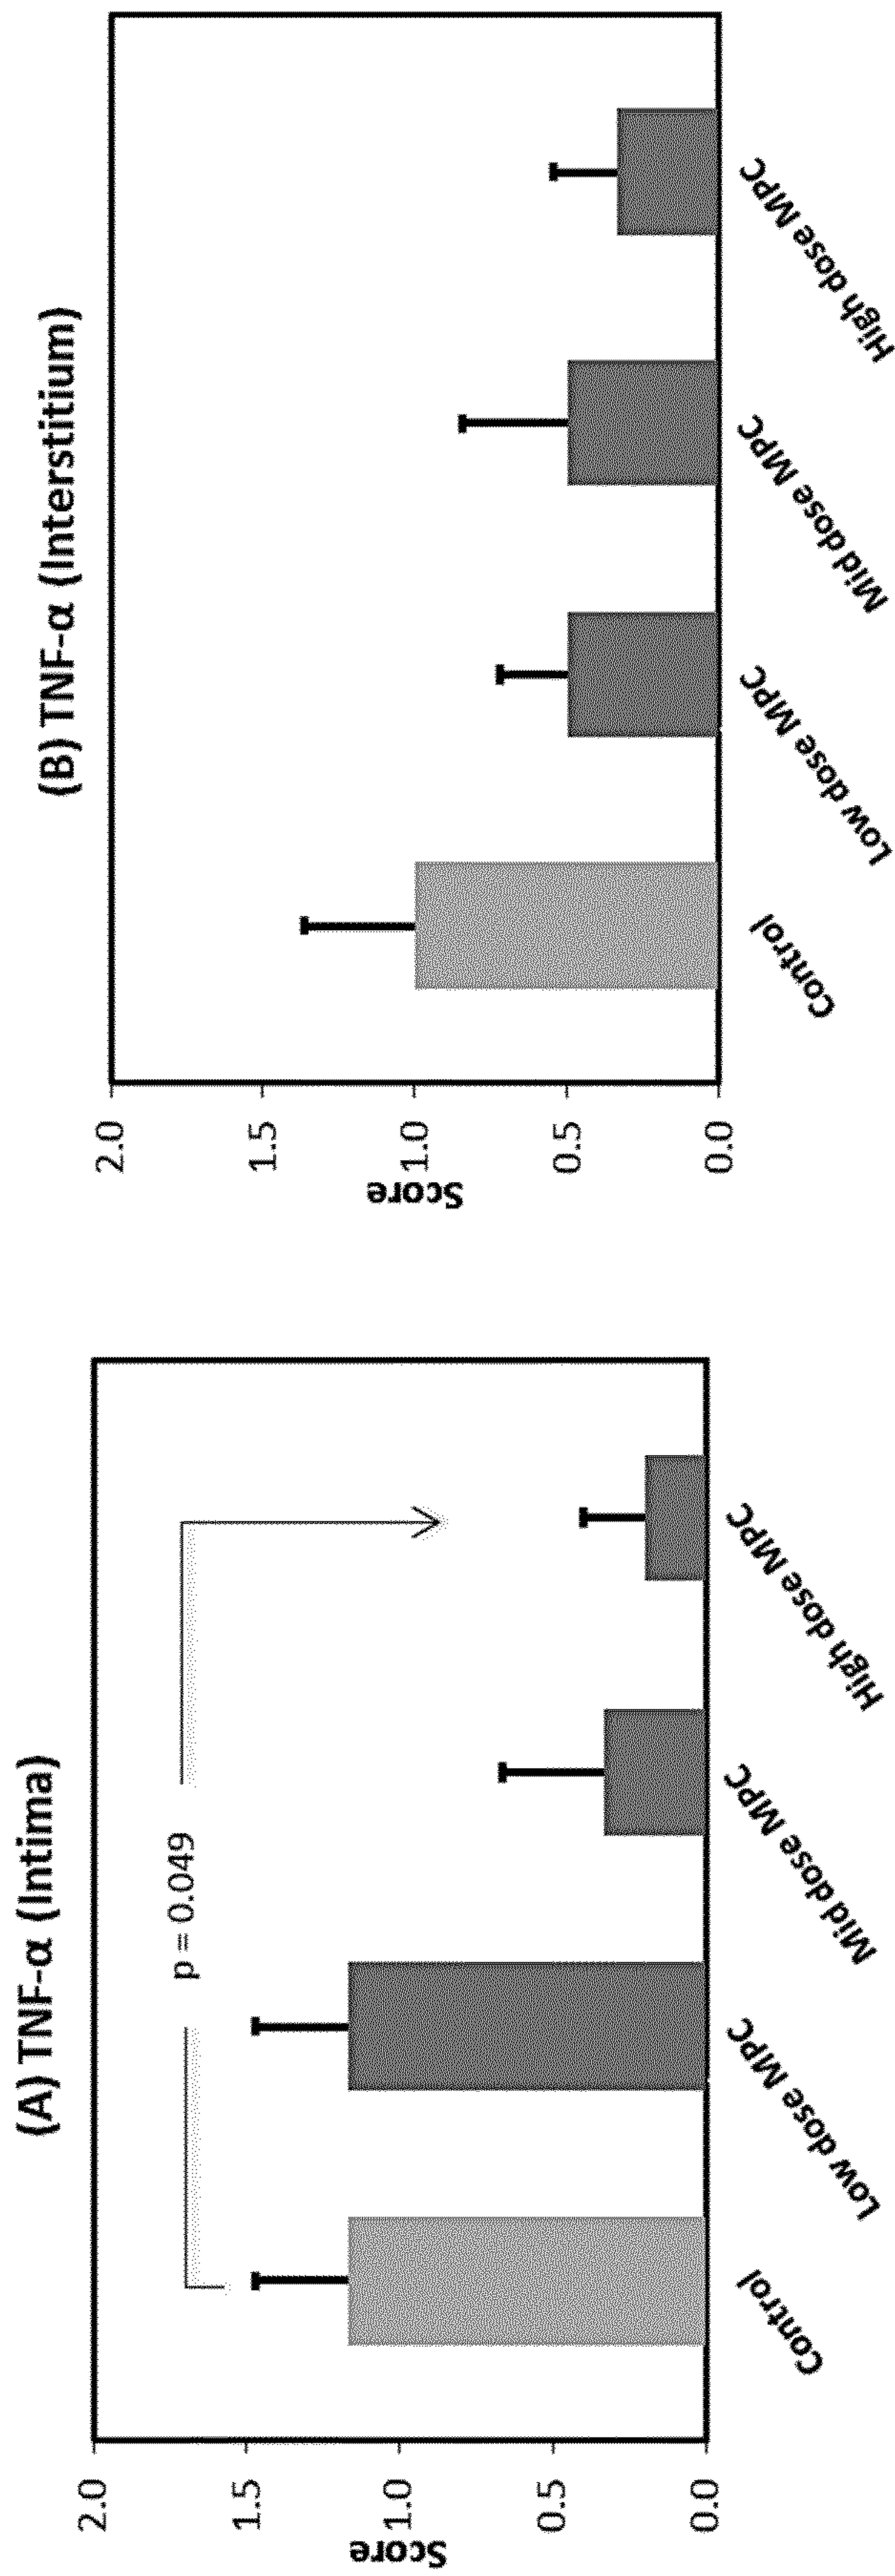 (A) TNF-α (Intima)
2.0
1.5
1.0
0.5
0.0
Score
p = 0.049
Control
Low dose MPC
Mid dose MPC
High dose MPC
(B) TNF-α (Interstitium)
2.0
1.5
1.0
0.5
0.0
Score
Control
Low dose MPC
Mid dose MPC
High dose MPC